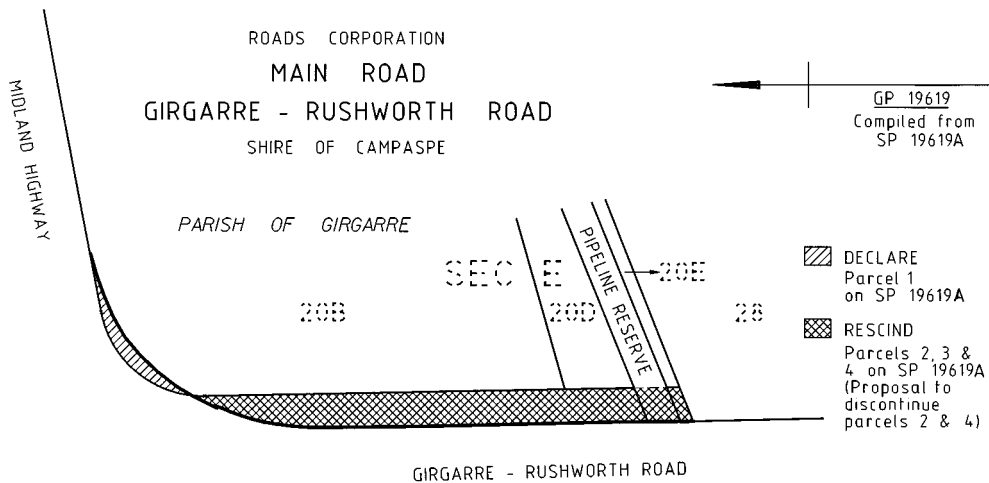 ROADS CORPORATION
MAIN ROAD
GIRGARRE - RUSHWORTH ROAD
SHIRE OF CAMPASPE
GP 19619
Compiled from
SP 19619A
MIDLAND HIGHWAY
PARISH OF GIRGARRE
SEC E
20B
20D
PIPELINE RESERVE
20E
28
DECLARE
Parcel 1
on SP 19619A
RESCIND
Parcels 2, 3 &
4 on SP 19619A
(Proposal to
discontinue
parcels 2 & 4)
GIRGARRE - RUSHWORTH ROAD